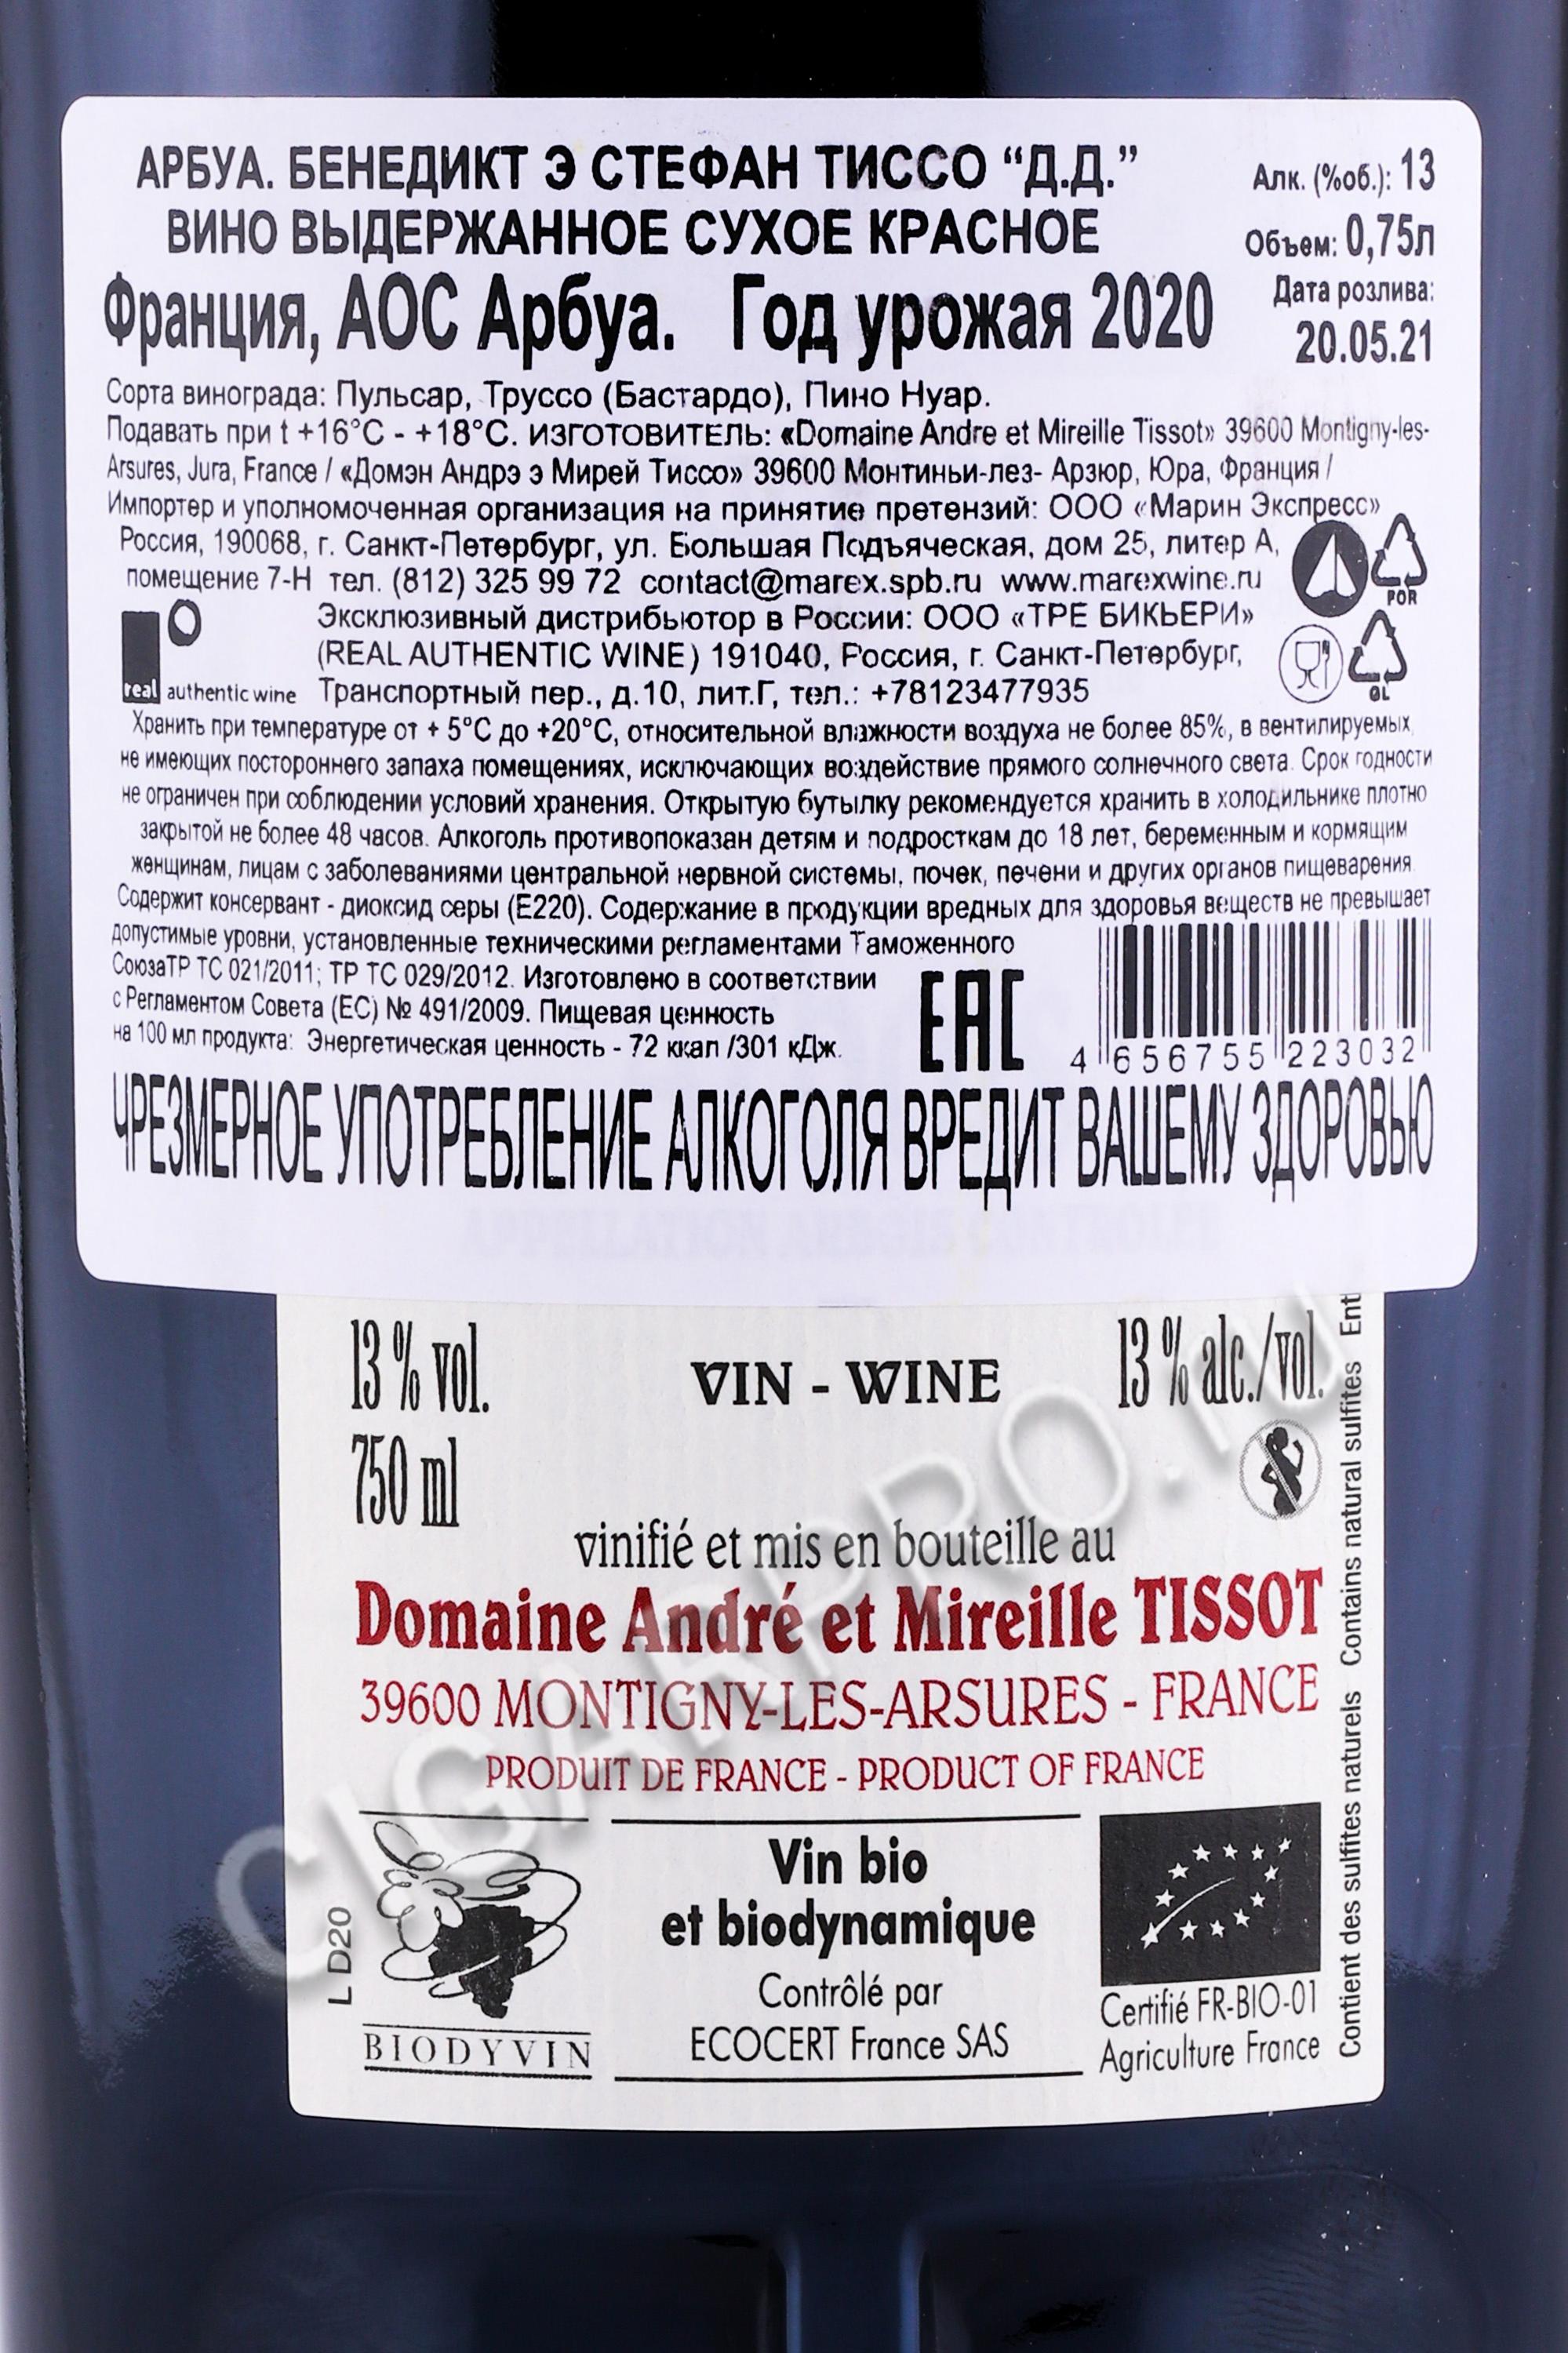 АРБУА. БЕНЕДИКТ Э СТЕФАН ТИССО “Д.Д.”
ВИНО ВЫДЕРЖАННОЕ СУХОЕ КРАСНОЕ
Франция, АОС Арбуа. Год урожая 2020
Алк. (%об.): 13
Объем: 0,75л
Дата розлива:
20.05.21
Сорта винограда: Пульсар, Труссо (Бастардо), Пино Нуар.
Подавать при t +16°C - +18°C. ИЗГОТОВИТЕЛЬ: «Domaine Andre et Mireille Tissot» 39600 Montigny-les-
Arsures, Jura, France / «Домэн Андрэ э Мирей Тиссо» 39600 Монтиньи-лез- Арзюр, Юра, Франция /
Импортер и уполномоченная организация на принятие претензий: ООО «Марин Экспресс»
Россия, 190068, г. Санкт-Петербург, ул. Большая Подъяческая, дом 25, литер А,
помещение 7-Н тел. (812) 325 99 72 contact@marex.spb.ru www.marexwine.ru
FOR
Эксклюзивный дистрибьютор в России: ООО «ТРЕ БИКЬЕРИ»
(REAL AUTHENTIC WINE) 191040, Россия, г. Санкт-Петербург,
real authentic wine Транспортный пер., д.10, лит.Г, тел.: +78123477935
GL
Хранить при температуре от + 5°C до +20°C, относительной влажности воздуха не более 85%, в вентилируемых,
не имеющих постороннего запаха помещениях, исключающих воздействие прямого солнечного света. Срок годности
не ограничен при соблюдении условий хранения. Открытую бутылку рекомендуется хранить в холодильнике плотно
закрытой не более 48 часов. Алкоголь противопоказан детям и подросткам до 18 лет, беременным и кормящим
женщинам, лицам с заболеваниями центральной нервной системы, почек, печени и других органов пищеварения.
Содержит консервант - диоксид серы (E220). Содержание в продукции вредных для здоровья веществ не превышает
допустимые уровни, установленные техническими регламентами Таможенного
СоюзаТР ТС 021/2011; ТР ТС 029/2012. Изготовлено в соответствии
с Регламентом Совета (ЕС) № 491/2009. Пищевая ценность
на 100 мл продукта: Энергетическая ценность - 72 ккал /301 кДж.
EAC
4 656755 223032
ЧРЕЗМЕРНОЕ УПОТРЕБЛЕНИЕ АЛКОГОЛЯ ВРЕДИТ ВАШЕМУ ЗДОРОВЬЮ
APPELLATION ARBOIS CONTROLEE
13 % vol.
VIN - WINE
13 % alc./vol.
750 ml
vinifié et mis en bouteille au
Domaine André et Mireille TISSOT
39600 MONTIGNY-LES-ARSURES - FRANCE
PRODUIT DE FRANCE - PRODUCT OF FRANCE
Vin bio
et biodynamique
Contrôlé par
ECOCERT France SAS
L D20
BIODYVIN
Certifié FR-BIO-01
Agriculture France
Contient des sulfites naturels Contains natural sulfites Ent
CIGARPRO.ru